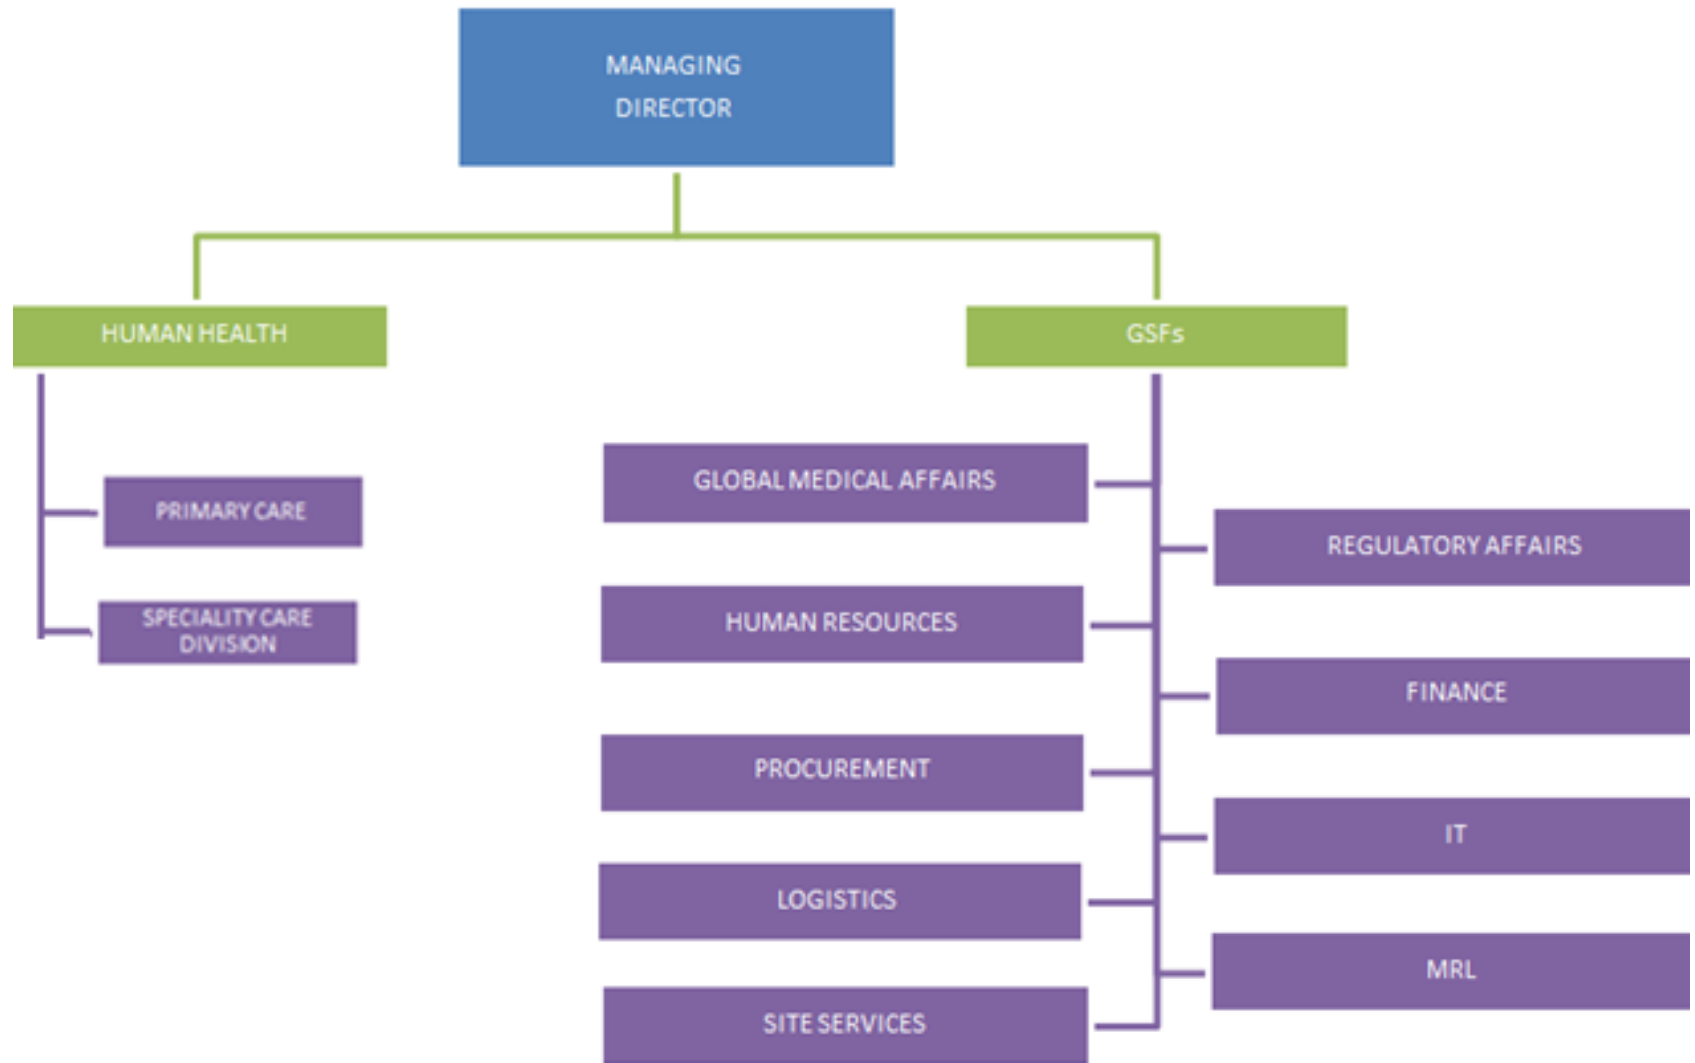 MANAGING
DIRECTOR
HUMAN HEALTH
GSFs
PRIMARY CARE
SPECIALITY CARE
DIVISION
GLOBAL MEDICAL AFFAIRS
REGULATORY AFFAIRS
HUMAN RESOURCES
FINANCE
PROCUREMENT
IT
LOGISTICS
MRL
SITE SERVICES